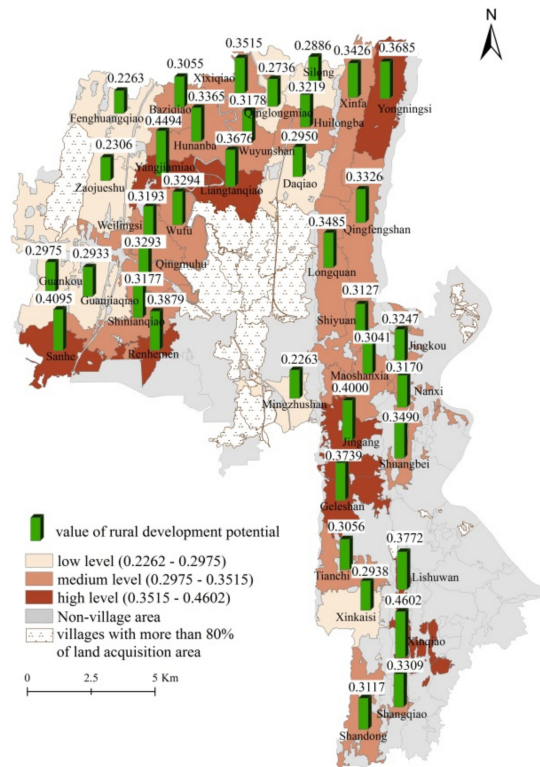 N
0.3515
0.2886
0.3426
0.3685
0.3055
Xixiqiao
0.2736
Silong
0.2263
0.3365
0.3178
0.3219
Xinfa
Yongningsi
Baziqiao
Qinglongmiao
Fenghuangqiao
0.4494
Huilongba
Hunanba
0.3676
Wuyunshan
0.2950
0.2306
Yangjiamiao
Liangtanqiao
Daqiao
Zaojueshu
0.3294
0.3326
0.3193
Weilingsi
Wufu
0.3485
Qingfengshan
0.3293
0.2975
0.2933
Qingmuhu
Longquan
Guankou
Guanjiaqiao
0.3177
0.4095
0.3879
0.3127
Shinianqiao
Shiyuan
0.3247
Sanhe
Renhemen
0.3041
Jingkou
0.2263
Maoshanxia
0.3170
Mingzhushan
0.4000
Nanxi
0.3490
Jingang
Shuangbei
0.3739
Geleshan
value of rural development potential
0.3056
0.3772
low level (0.2262 - 0.2975)
medium level (0.2975 - 0.3515)
Tianchi
0.2938
Lishuwan
high level (0.3515 - 0.4602)
Xinkaisi
0.4602
Non-village area
villages with more than 80%
of land acquisition area
Xinqiao
0.3309
0 2.5 5 Km
0.3117
Shangqiao
Shandong